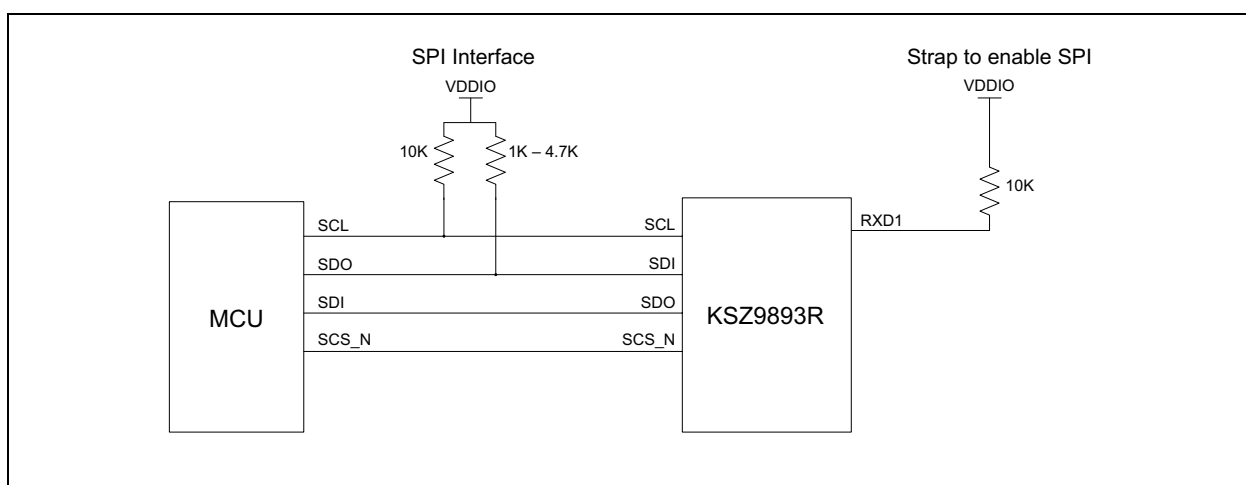 SPI Interface
Strap to enable SPI
VDDIO
VDDIO
10K
1K – 4.7K
10K
SCL
SCL
RXD1
SDO
SDI
MCU
SDI
SDO
KSZ9893R
SCS_N
SCS_N